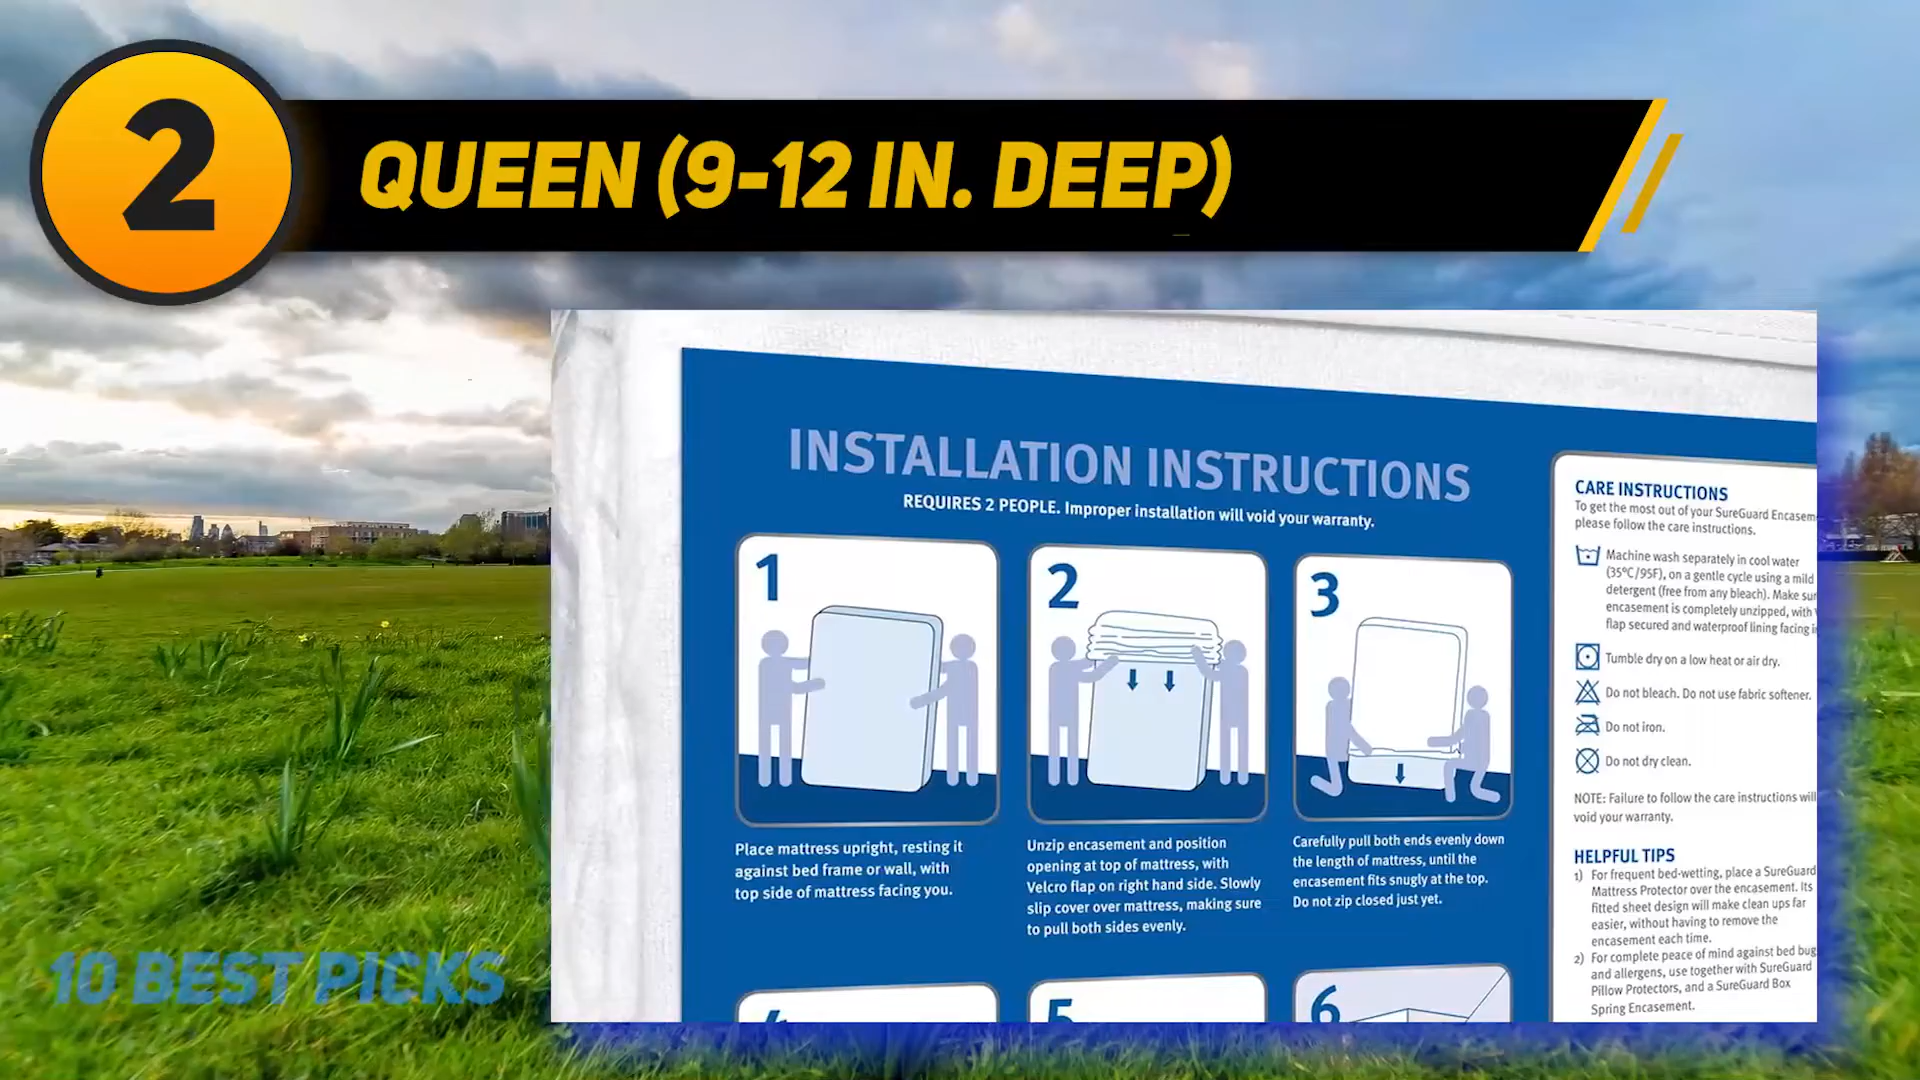 2
QUEEN (9-12 IN. DEEP)
INSTALLATION INSTRUCTIONS
REQUIRES 2 PEOPLE. Improper installation will void your warranty.
1
Place mattress upright, resting it
against bed frame or wall, with
top side of mattress facing you.
2
Unzip encasement and position
opening at top of mattress, with
Velcro flap on right hand side. Slowly
slip cover over mattress, making sure
to pull both sides evenly.
3
Carefully pull both ends evenly down
the length of mattress, until the
encasement fits snugly at the top.
Do not zip closed just yet.
4
5
6
CARE INSTRUCTIONS
To get the most out of your SureGuard
please follow the care instructions.
Machine wash separately in cool water
(35°C/95F), on a gentle cycle using a mild
detergent (free from any bleach). Make
encasement is completely unzipped, with
flap secured and waterproof lining facing
Tumble dry on a low heat or air dry.
Do not bleach. Do not use fabric softener.
Do not iron.
Do not dry clean.
NOTE: Failure to follow the care instructions will
void your warranty.
HELPFUL TIPS
1) For frequent bed-wetting, place a SureGuard
Mattress Protector over the encasement. Its
fitted sheet design will make clean ups far
easier, without having to remove the
encasement each time.
2) For complete peace of mind against bed bug
and allergens, use together with SureGuard
Pillow Protectors, and a SureGuard Box
Spring Encasement.
10 BEST PICKS